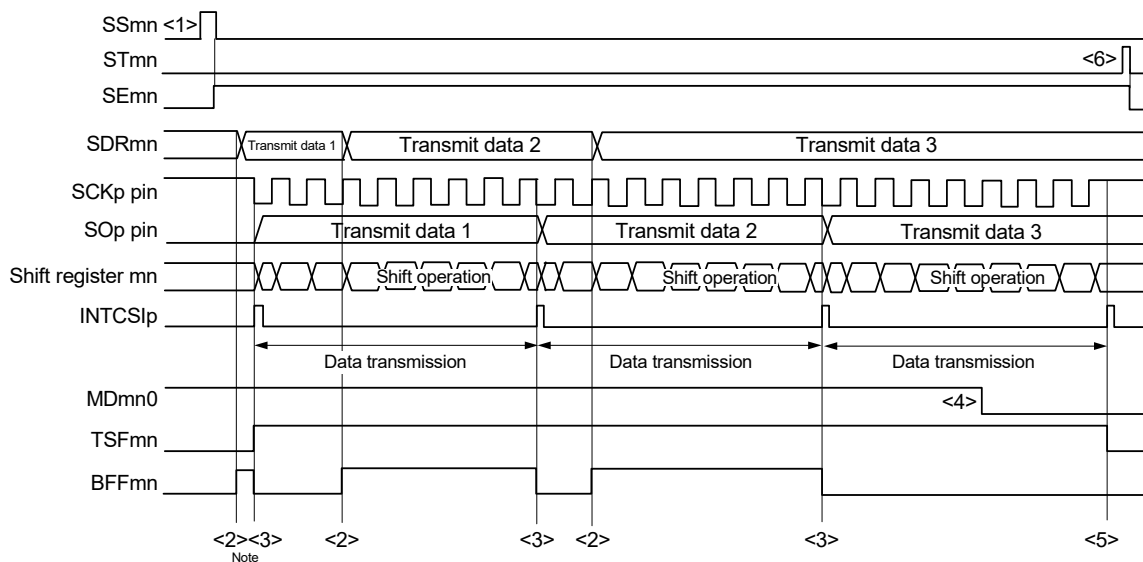 SSmn <1>
STmn <6>
SEmn
SDRmn Transmit data 1 Transmit data 2 Transmit data 3
SCKp pin
SOp pin Transmit data 1 Transmit data 2 Transmit data 3
Shift register mn Shift operation Shift operation Shift operation
INTCSIp
Data transmission Data transmission Data transmission
MDmn0 <4>
TSFmn
BFFmn
<2> <3> <2> <3> <2> <3> <5>
Note